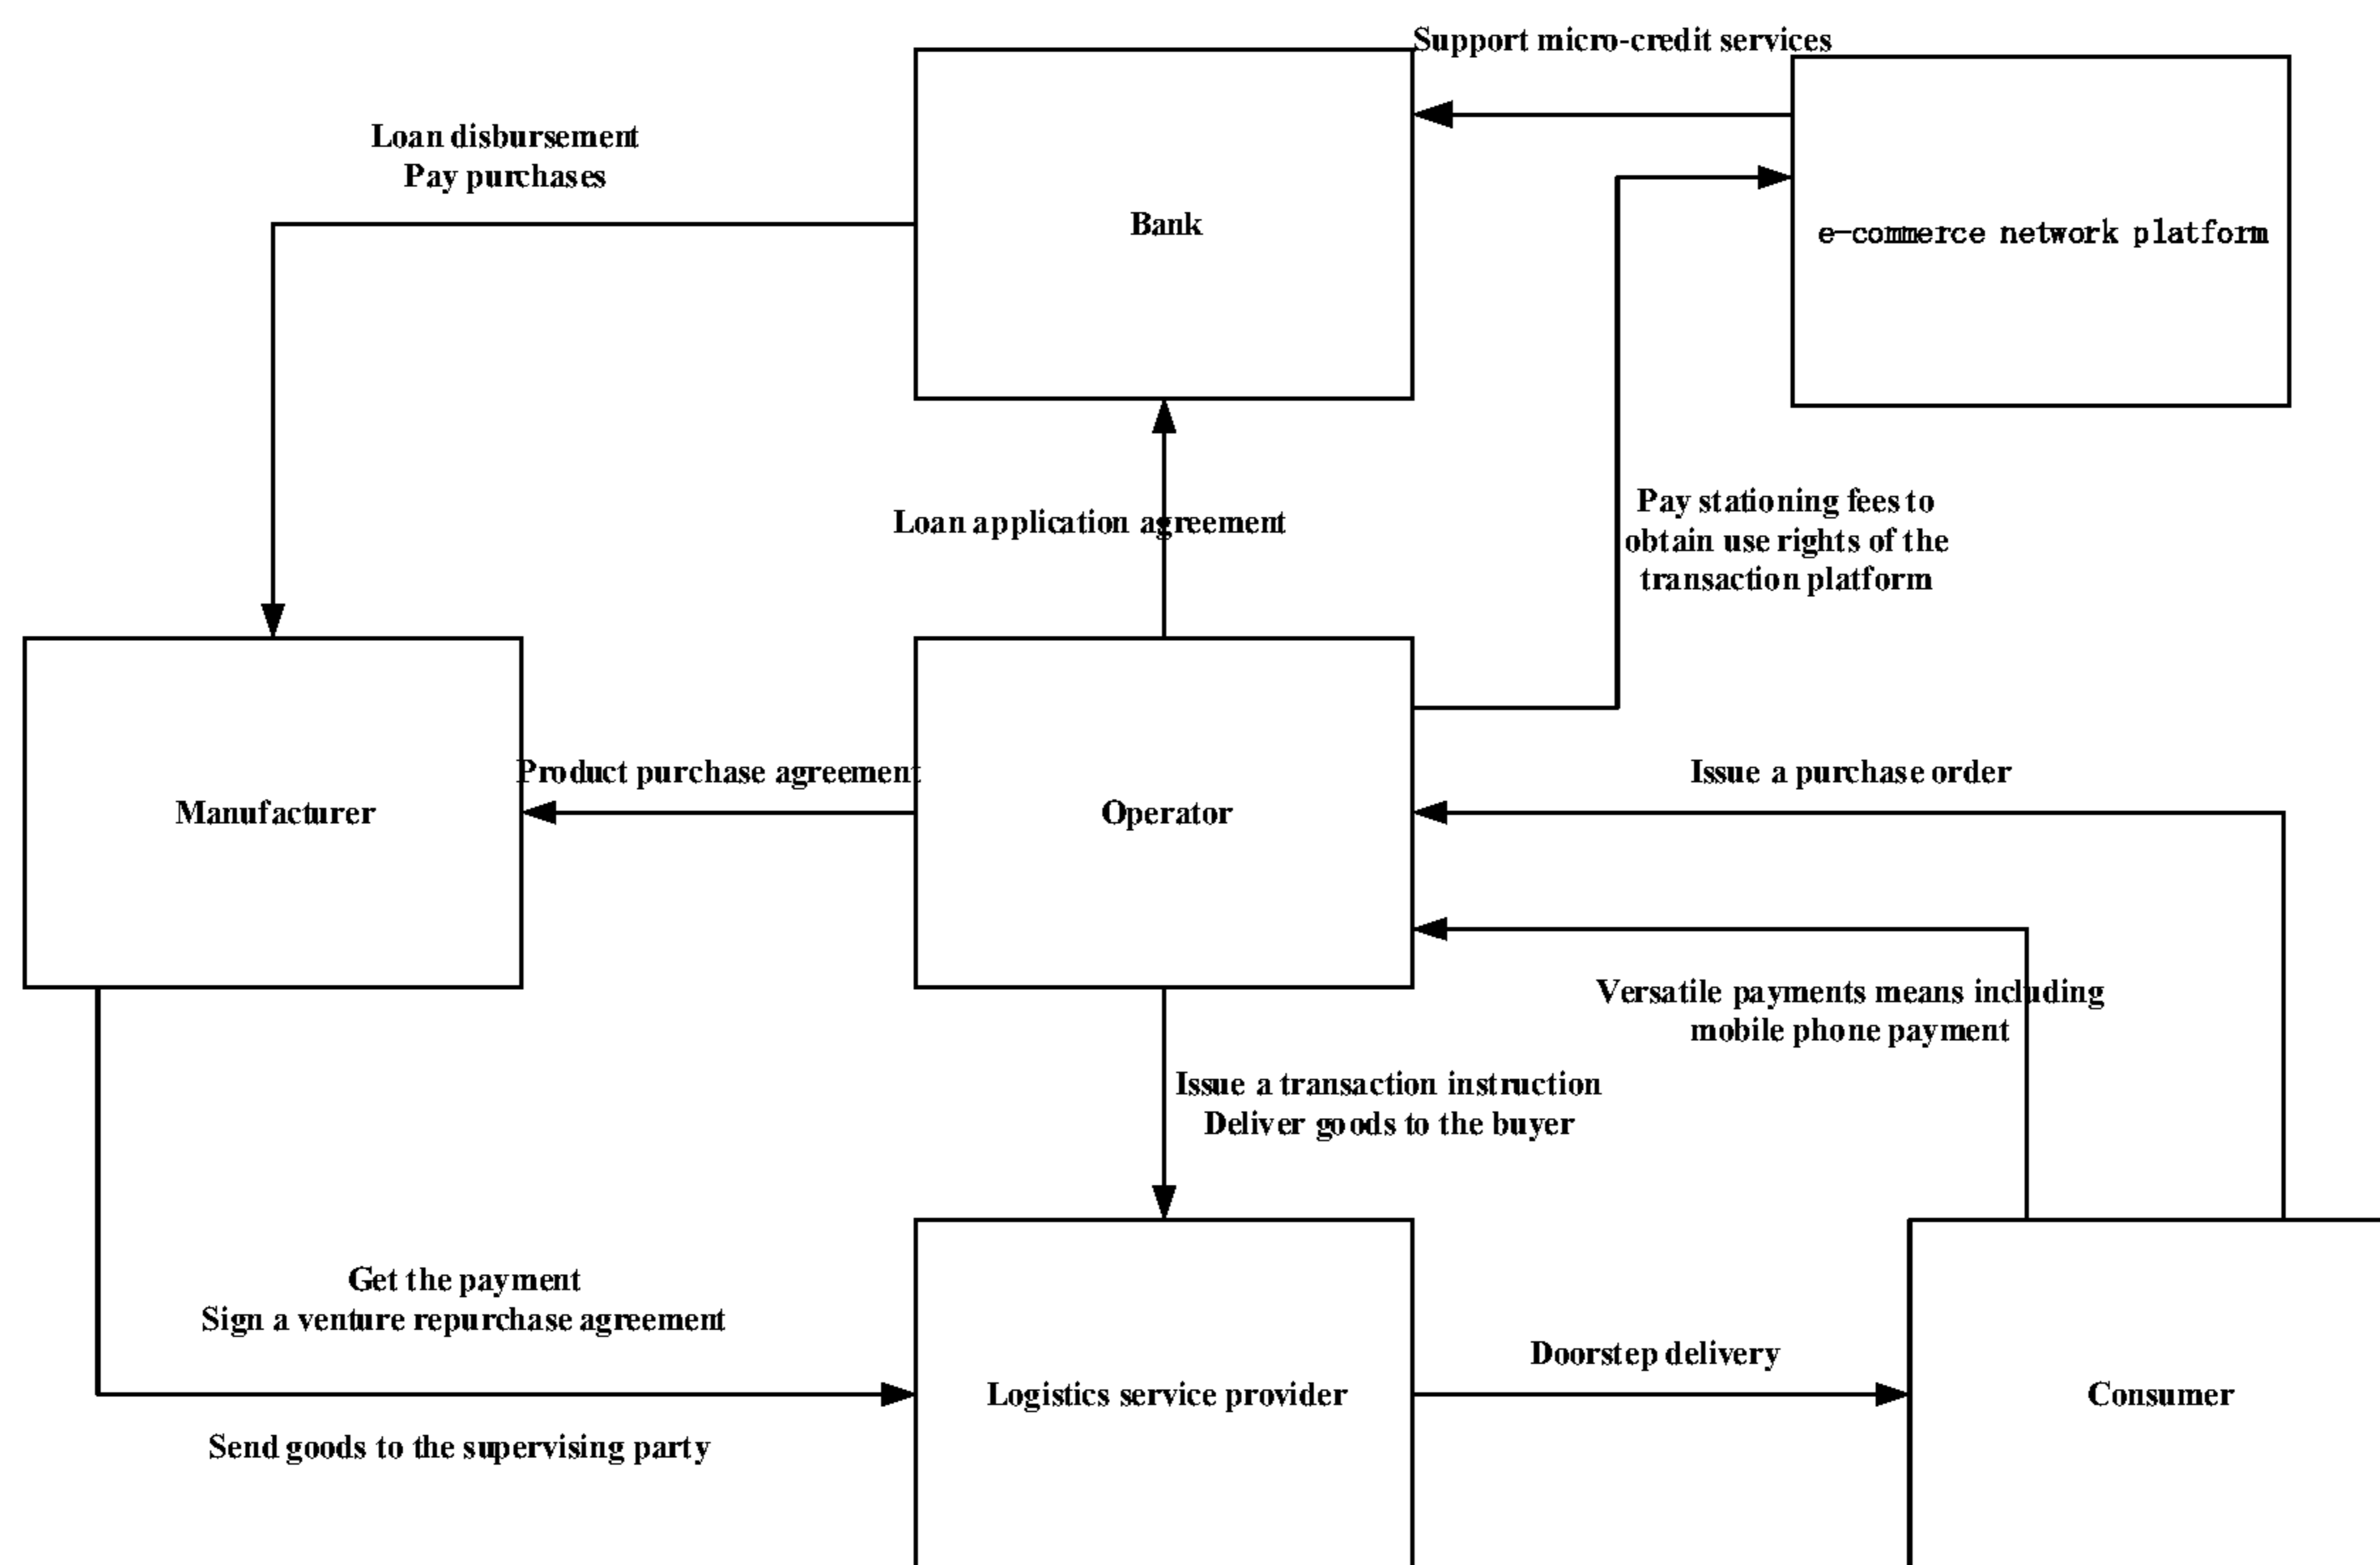 Support micro-credit services
Loan disbursement
Pay purchases
Bank
e-commerce network platform
Loan application agreement
Pay stationing fees to
obtain use rights of the
transaction platform
Product purchase agreement
Issue a purchase order
Manufacturer
Operator
Versatile payments means including
mobile phone payment
Issue a transaction instruction
Deliver goods to the buyer
Get the payment
Sign a venture repurchase agreement
Doorstep delivery
Logistics service provider
Consumer
Send goods to the supervising party